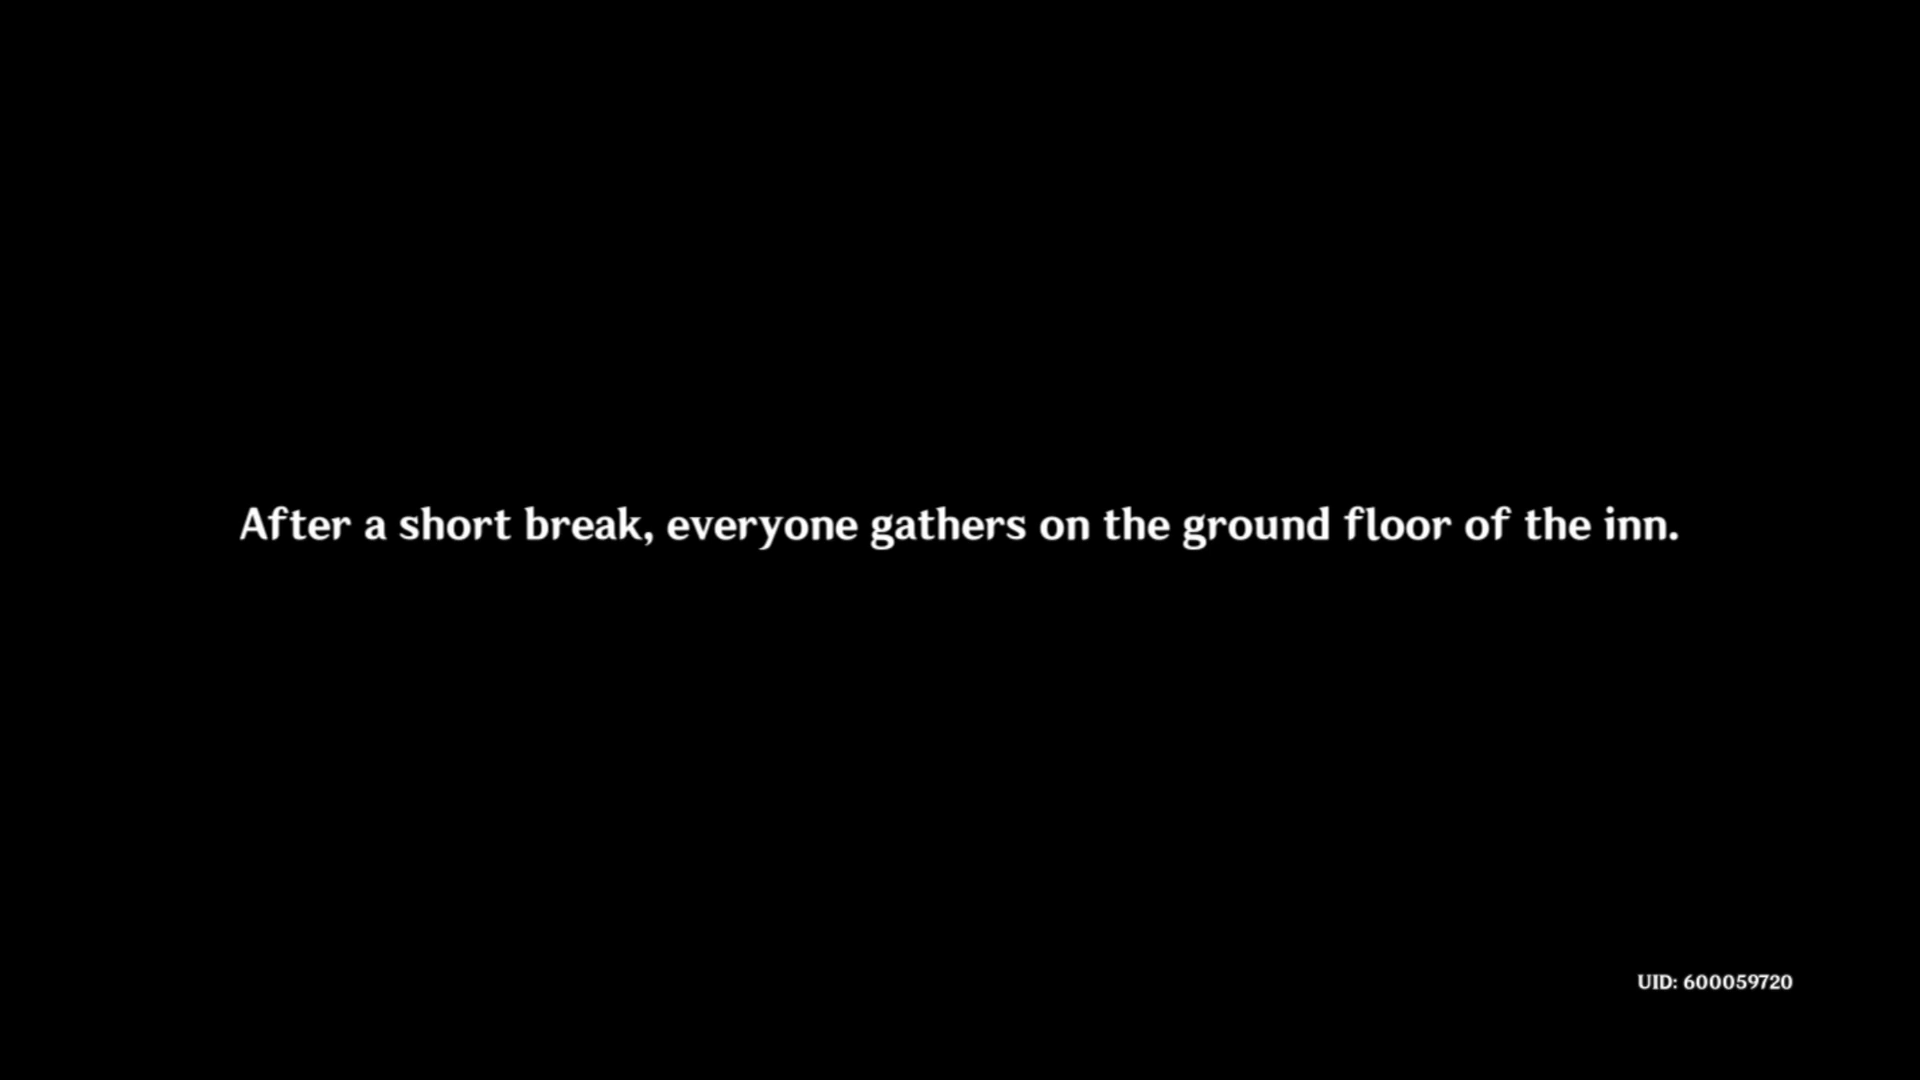 After a short break, everyone gathers on the ground floor of the inn.
UID: 600059720